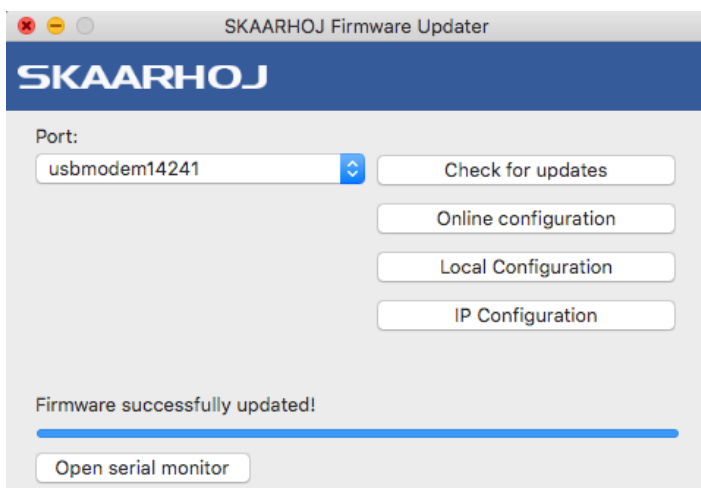 SKAARHOJ Firmware Updater
SKAARHOJ
Port:
usbmodem14241
Check for updates
Online configuration
Local Configuration
IP Configuration
Firmware successfully updated!
Open serial monitor